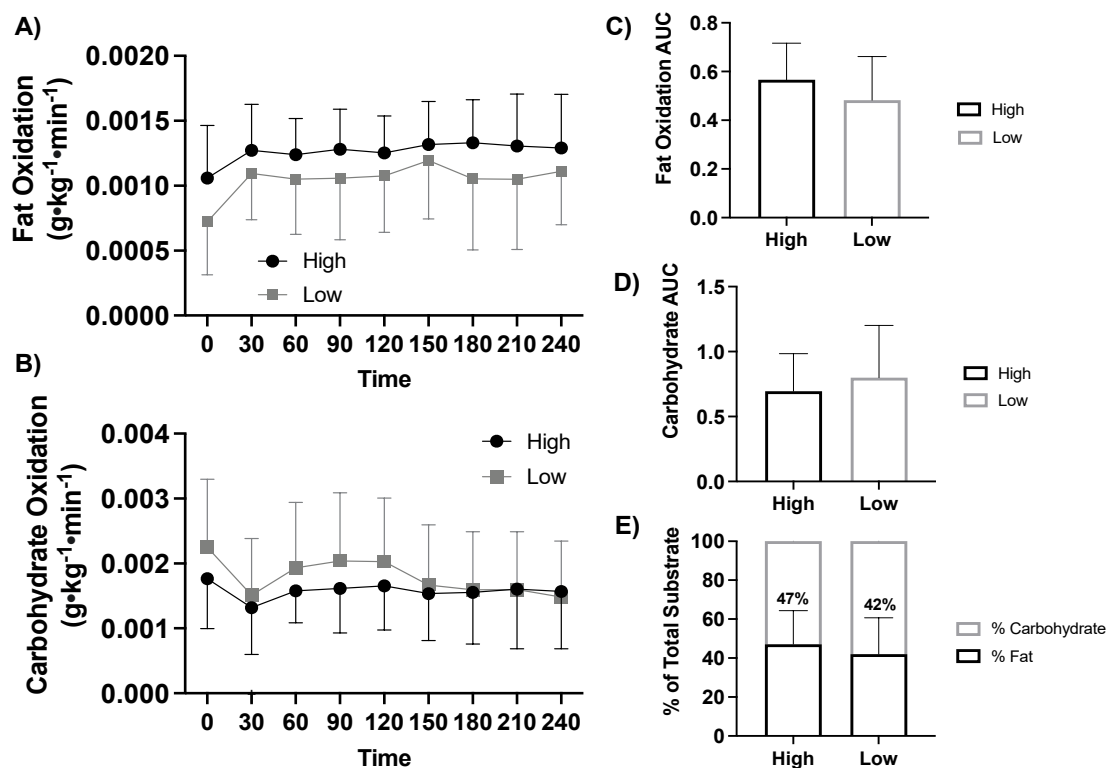 A)
Fat Oxidation
(g•kg⁻¹•min⁻¹)
0.0020
0.0015
0.0010
0.0005
0.0000
High
Low
0 30 60 90 120 150 180 210 240
Time
B)
Carbohydrate Oxidation
(g•kg⁻¹•min⁻¹)
0.004
0.003
0.002
0.001
0.000
High
Low
0 30 60 90 120 150 180 210 240
Time
C)
Fat Oxidation AUC
0.8
0.6
0.4
0.2
0.0
High Low
High
Low
D)
Carbohydrate AUC
1.5
1.0
0.5
0.0
High Low
High
Low
E)
% of Total Substrate
100
80
60
40
20
0
47% 42%
High Low
% Carbohydrate
% Fat